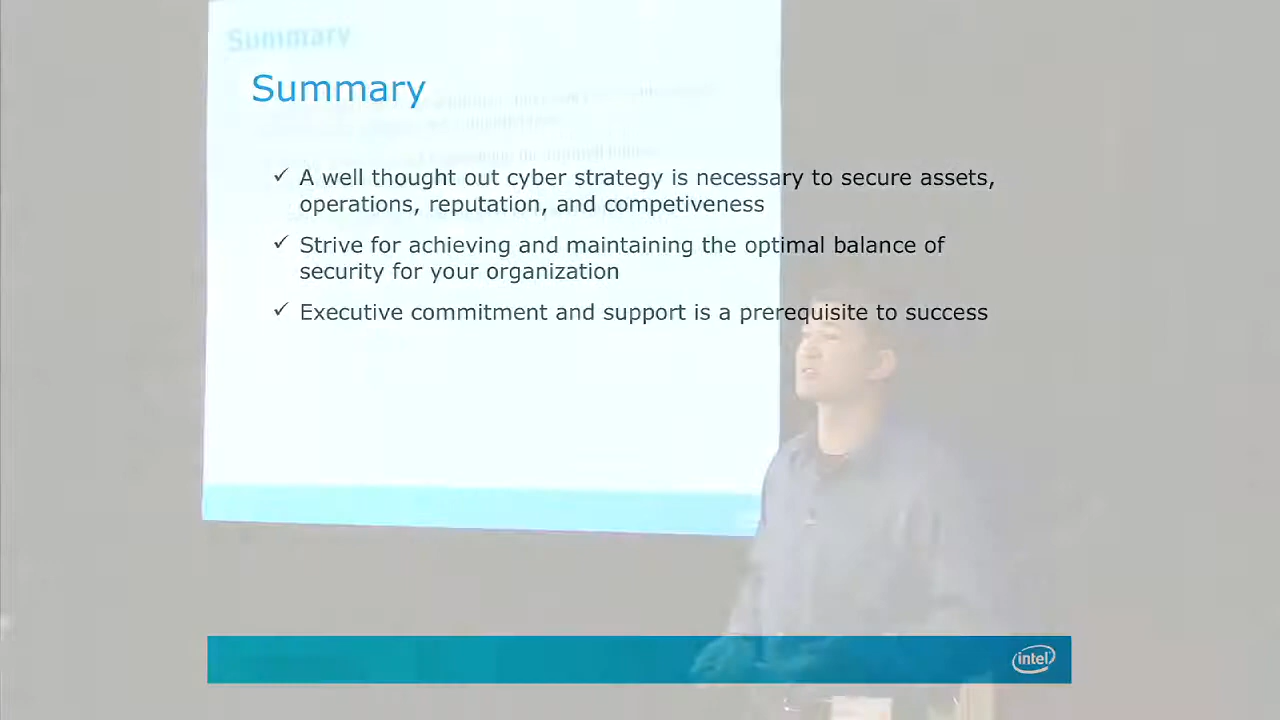 Summary
Summary
✓ A well thought out cyber strategy is necessary to secure assets,
operations, reputation, and competiveness
✓ Strive for achieving and maintaining the optimal balance of
security for your organization
✓ Executive commitment and support is a prerequisite to success
intel